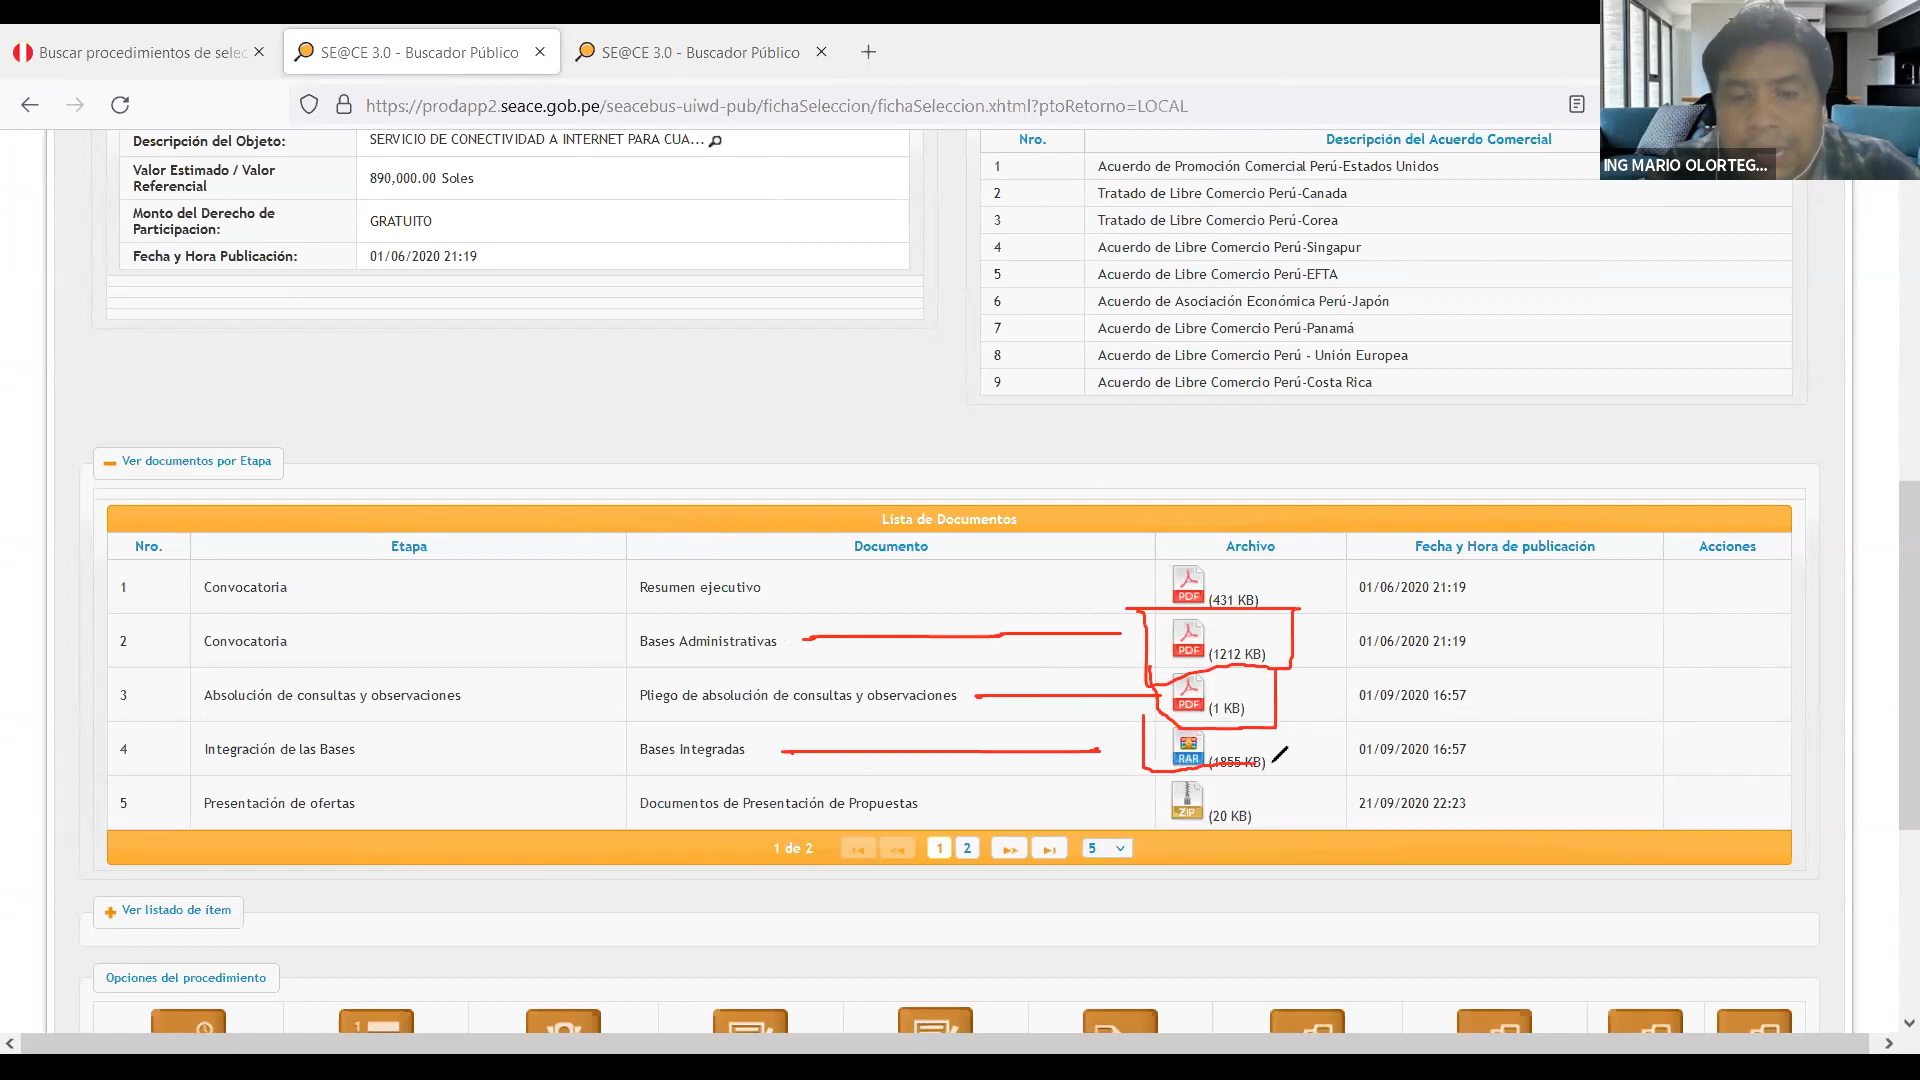 Buscar procedimientos de selec
SE@CE 3.0 - Buscador Público
SE@CE 3.0 - Buscador Público
https://prodapp2.seace.gob.pe/seacebus-uiwd-pub/fichaSeleccion/fichaSeleccion.xhtml?ptoRetorno=LOCAL
ING MARIO OLORTEG...
Descripción del Objeto: SERVICIO DE CONECTIVIDAD A INTERNET PARA CUA...
Valor Estimado / Valor
Referencial
890,000.00 Soles
Monto del Derecho de
Participacion:
GRATUITO
Fecha y Hora Publicación: 01/06/2020 21:19
Nro. Descripción del Acuerdo Comercial
1 Acuerdo de Promoción Comercial Perú-Estados Unidos
2 Tratado de Libre Comercio Perú-Canada
3 Tratado de Libre Comercio Perú-Corea
4 Acuerdo de Libre Comercio Perú-Singapur
5 Acuerdo de Libre Comercio Perú-EFTA
6 Acuerdo de Asociación Económica Perú-Japón
7 Acuerdo de Libre Comercio Perú-Panamá
8 Acuerdo de Libre Comercio Perú - Unión Europea
9 Acuerdo de Libre Comercio Perú-Costa Rica
Ver documentos por Etapa
Lista de Documentos
Nro. Etapa Documento Archivo Fecha y Hora de publicación Acciones
1 Convocatoria Resumen ejecutivo PDF (431 KB) 01/06/2020 21:19
2 Convocatoria Bases Administrativas PDF (1212 KB) 01/06/2020 21:19
3 Absolución de consultas y observaciones Pliego de absolución de consultas y observaciones PDF (1 KB) 01/09/2020 16:57
4 Integración de las Bases Bases Integradas RAR (1855 KB) 01/09/2020 16:57
5 Presentación de ofertas Documentos de Presentación de Propuestas ZIP (20 KB) 21/09/2020 22:23
1 de 2 1 2 5
Ver listado de ítem
Opciones del procedimiento
1